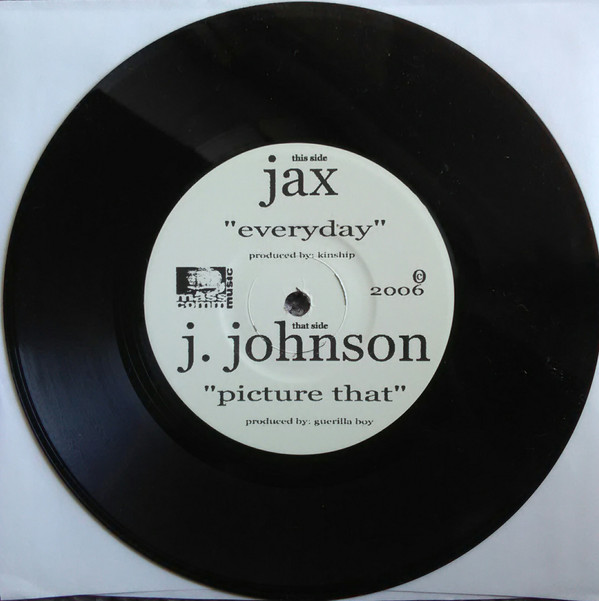 this side
jax
"everyday"
produced by: kinship
mass
comm
music
© 2006
that side
j. johnson
"picture that"
produced by: guerilla boy